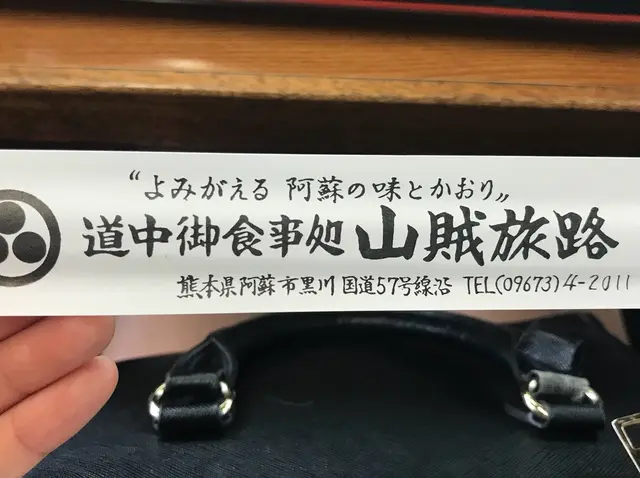 “よみがえる 阿蘇の味とかおり„
道中御食事処 山賊旅路
熊本県阿蘇市黒川 国道57号線沿 TEL(09673)4-2011